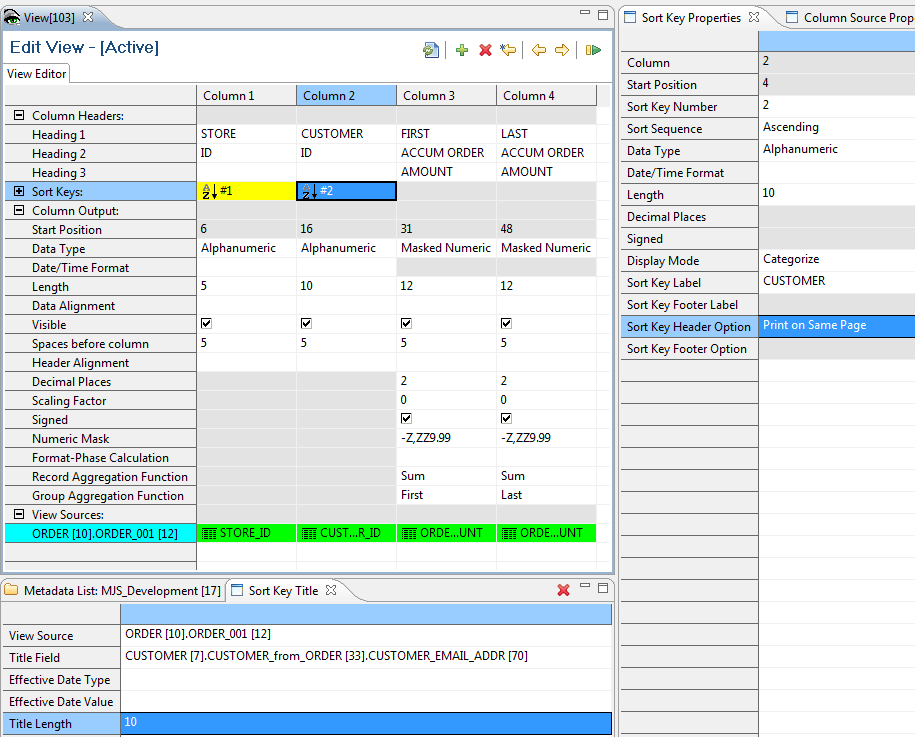 View[103]
Edit View - [Active]
View Editor
Column 1 Column 2 Column 3 Column 4
Column Headers:
Heading 1 STORE CUSTOMER FIRST LAST
Heading 2 ID ID ACCUM ORDER ACCUM ORDER
Heading 3 AMOUNT AMOUNT
Sort Keys: #1 #2
Column Output:
Start Position 6 16 31 48
Data Type Alphanumeric Alphanumeric Masked Numeric Masked Numeric
Date/Time Format
Length 5 10 12 12
Data Alignment
Visible
Spaces before column 5 5 5 5
Header Alignment
Decimal Places 2 2
Scaling Factor 0 0
Signed
Numeric Mask -Z,ZZ9.99 -Z,ZZ9.99
Format-Phase Calculation
Record Aggregation Function Sum Sum
Group Aggregation Function First Last
View Sources:
ORDER [10].ORDER_001 [12] STORE_ID CUST...R_ID ORDE...UNT ORDE...UNT
Metadata List: MJS_Development [17] Sort Key Title
View Source ORDER [10].ORDER_001 [12]
Title Field CUSTOMER [7].CUSTOMER_from_ORDER [33].CUSTOMER_EMAIL_ADDR [70]
Effective Date Type
Effective Date Value
Title Length 10
Sort Key Properties Column Source Prop
Column 2
Start Position 4
Sort Key Number 2
Sort Sequence Ascending
Data Type Alphanumeric
Date/Time Format
Length 10
Decimal Places
Signed
Display Mode Categorize
Sort Key Label CUSTOMER
Sort Key Footer Label
Sort Key Header Option Print on Same Page
Sort Key Footer Option